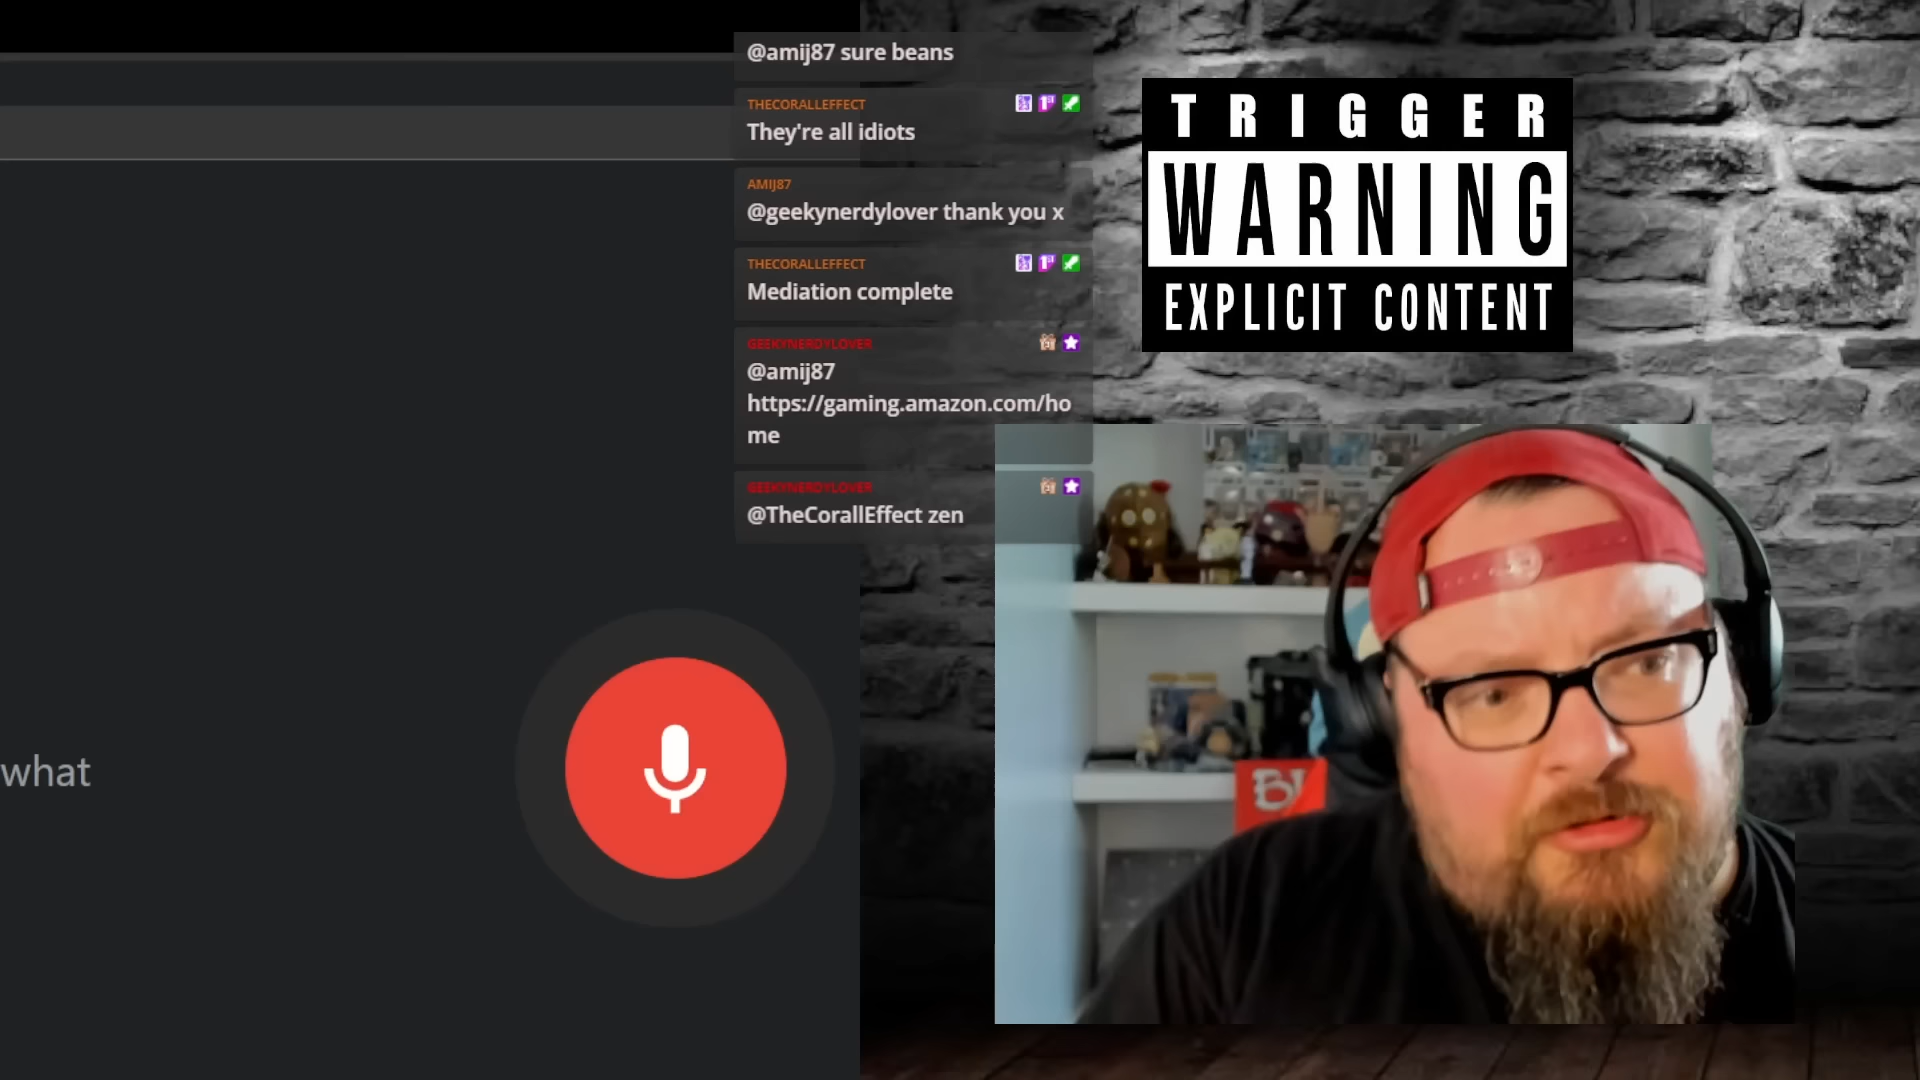 @amij87 sure beans
THECORALLEFFECT
They're all idiots
AMIJ87
@geekynerdylover thank you x
THECORALLEFFECT
Mediation complete
GEEKYNERDYLOVER
@amij87
https://gaming.amazon.com/ho
me
GEEKYNERDYLOVER
@TheCorallEffect zen
TRIGGER
WARNING
EXPLICIT CONTENT
what